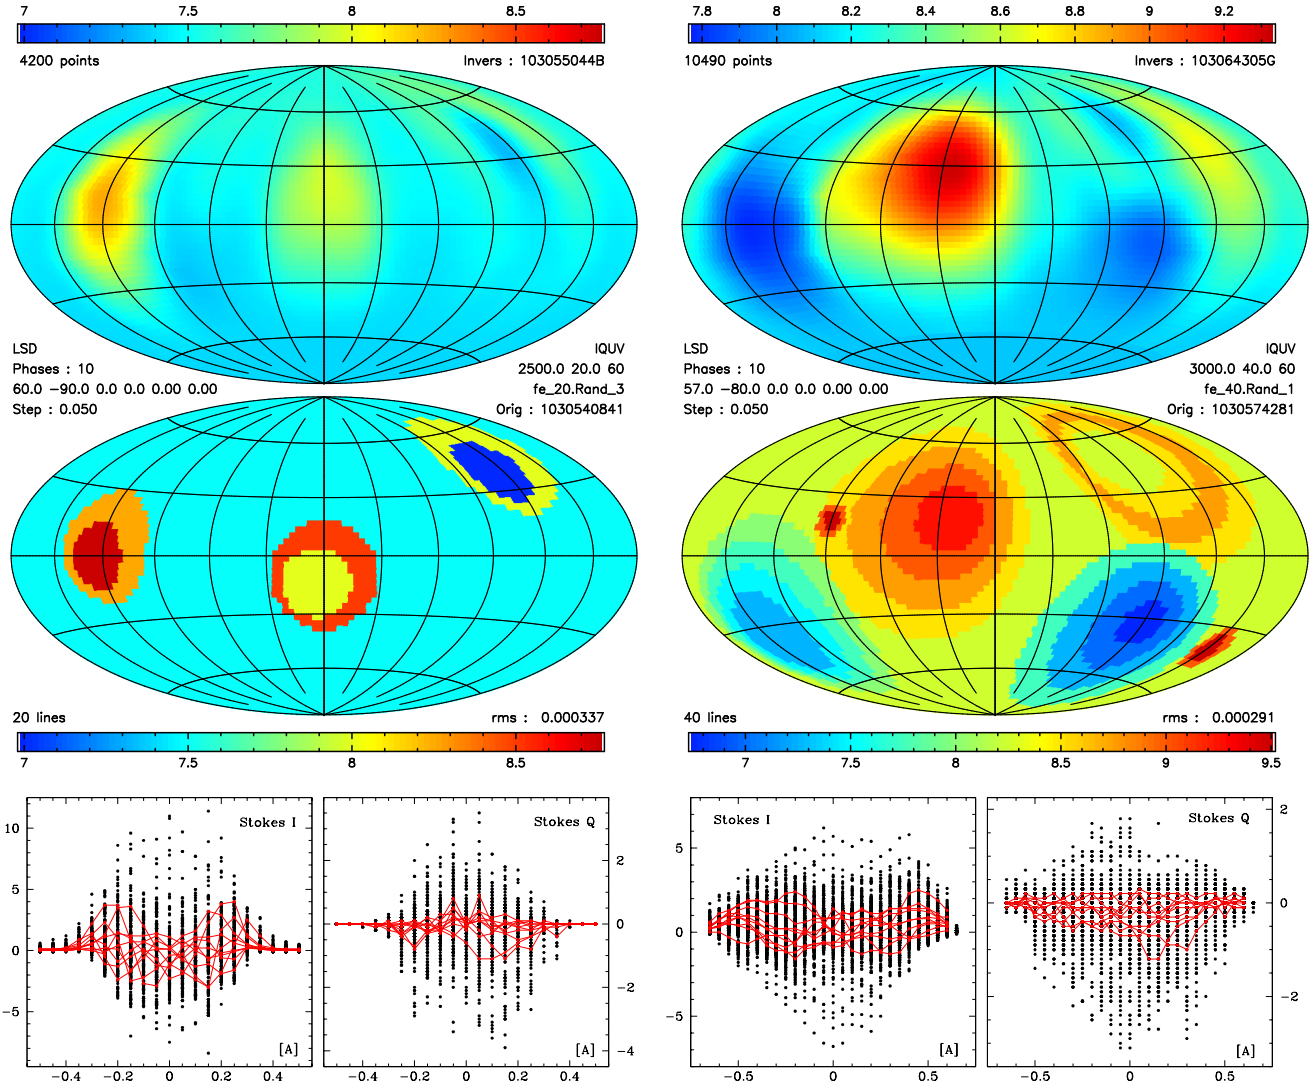 7 7.5 8 8.5
4200 points Invers : 103055044B
LSD IQUV
Phases : 10 2500.0 20.0 60
60.0 −90.0 0.0 0.0 0.00 0.00 fe_20.Rand_3
Step : 0.050 Orig : 1030540841
20 lines rms : 0.000337
7 7.5 8 8.5
Stokes I
10
5
0
−5
[A]
−0.4 −0.2 0 0.2 0.4
Stokes Q
2
0
−2
−4
[A]
−0.4 −0.2 0 0.2 0.4
7.8 8 8.2 8.4 8.6 8.8 9 9.2
10490 points Invers : 103064305G
LSD IQUV
Phases : 10 3000.0 40.0 60
57.0 −80.0 0.0 0.0 0.00 0.00 fe_40.Rand_1
Step : 0.050 Orig : 1030574281
40 lines rms : 0.000291
7 7.5 8 8.5 9 9.5
Stokes I
5
0
−5
[A]
−0.5 0 0.5
Stokes Q
2
0
−2
[A]
−0.5 0 0.5